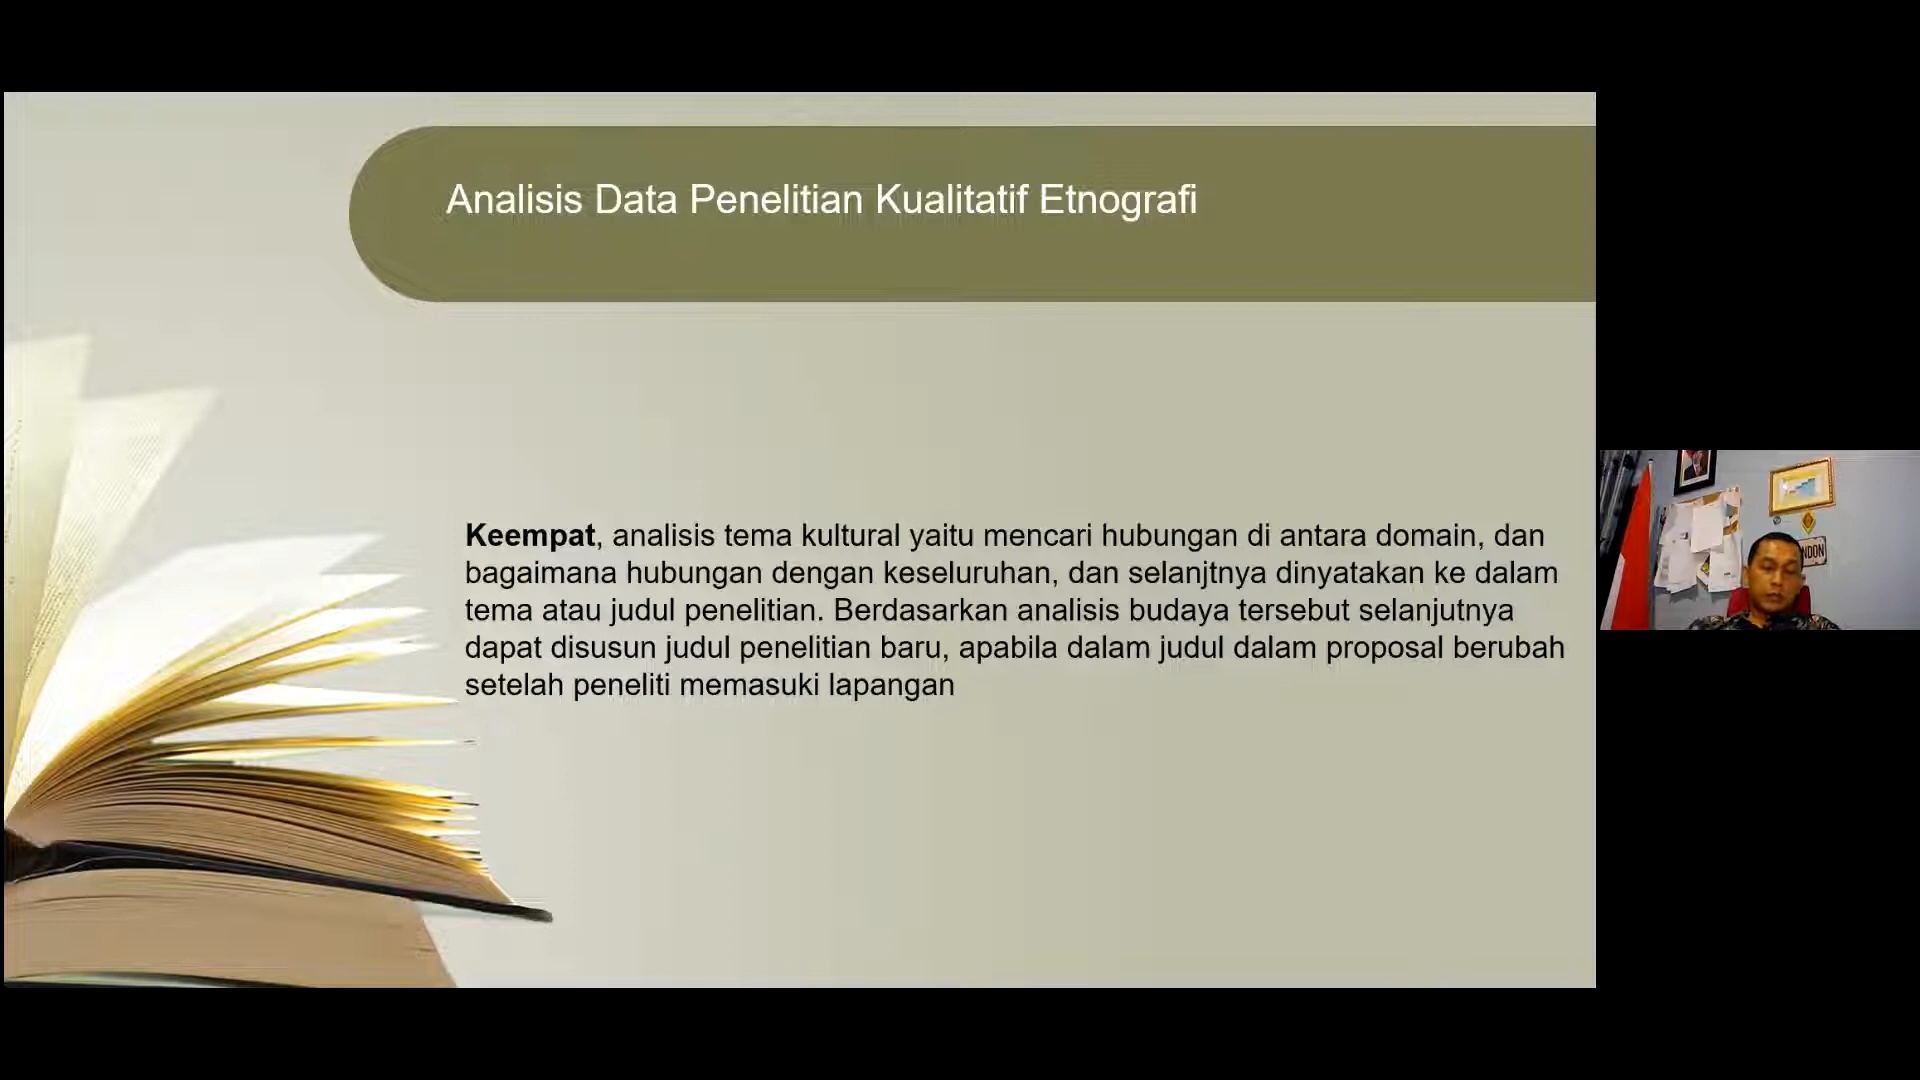 Analisis Data Penelitian Kualitatif Etnografi
Keempat, analisis tema kultural yaitu mencari hubungan di antara domain, dan
bagaimana hubungan dengan keseluruhan, dan selanjtnya dinyatakan ke dalam
tema atau judul penelitian. Berdasarkan analisis budaya tersebut selanjutnya
dapat disusun judul penelitian baru, apabila dalam judul dalam proposal berubah
setelah peneliti memasuki lapangan
NDON